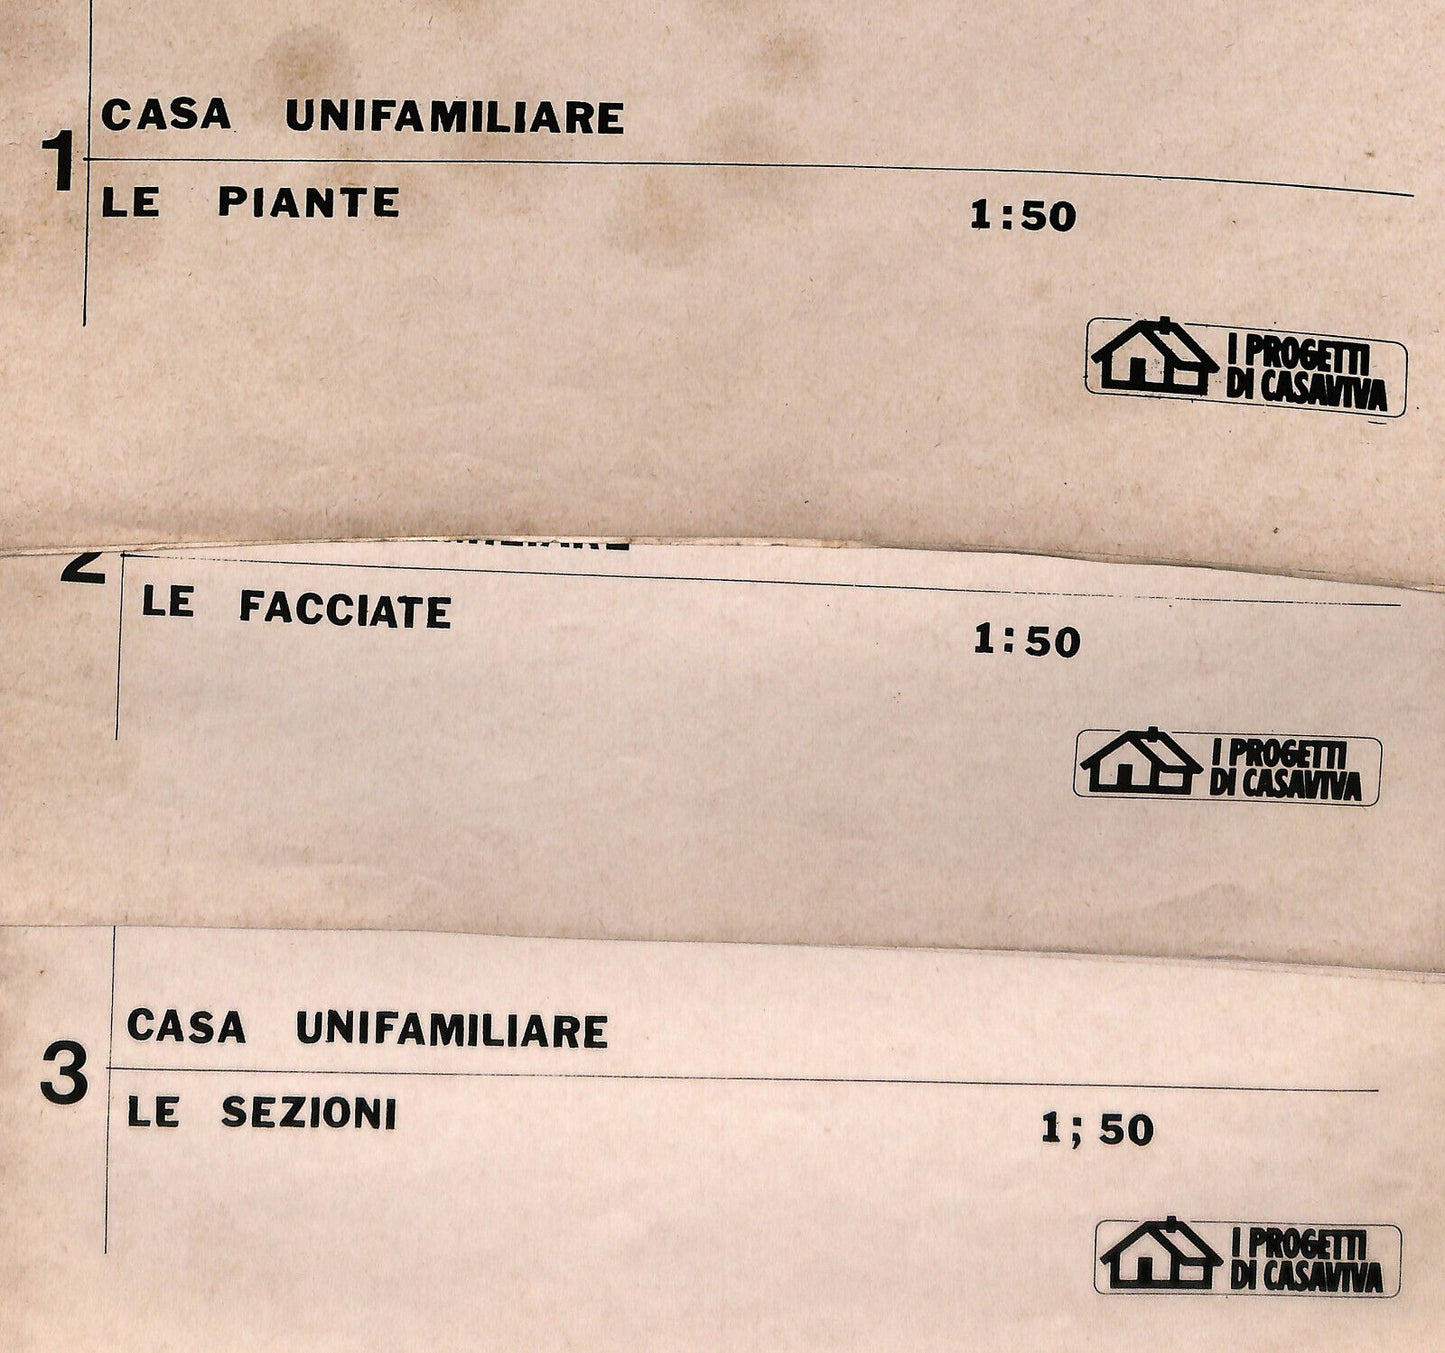 CASA UNIFAMILIARE
1
LE PIANTE 1:50
I PROGETTI
DI CASAVIVA
2
LE FACCIATE 1:50
I PROGETTI
DI CASAVIVA
CASA UNIFAMILIARE
3
LE SEZIONI 1;50
I PROGETTI
DI CASAVIVA